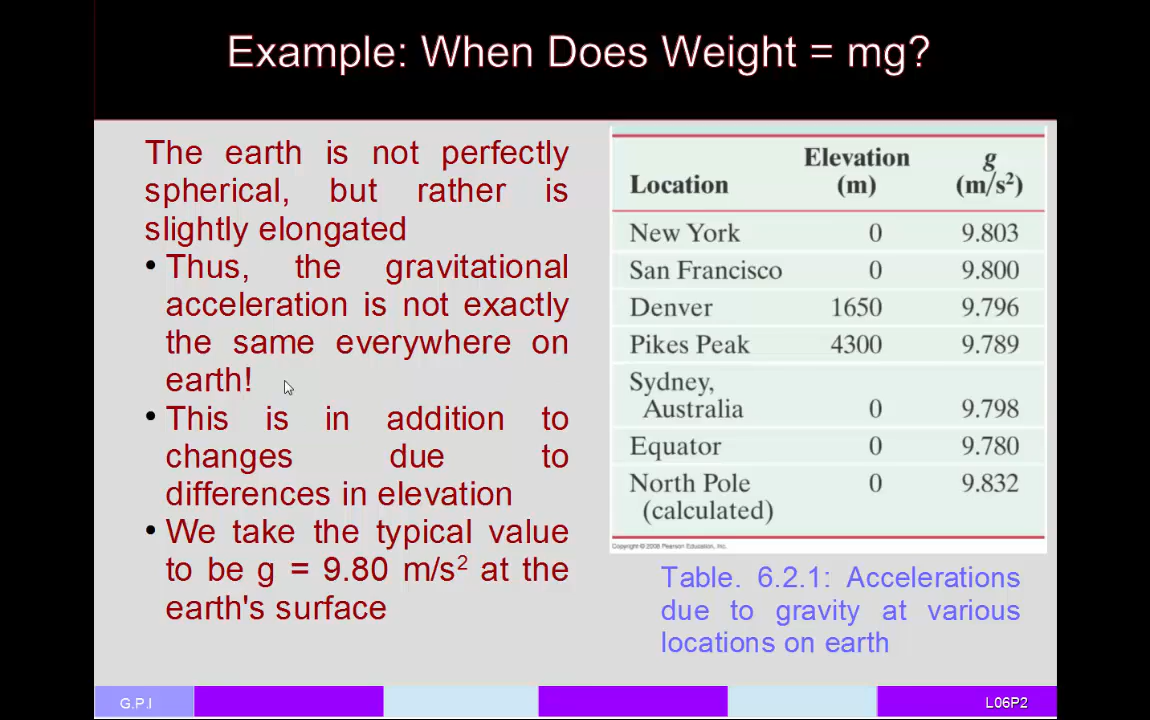 Example: When Does Weight = mg?
The earth is not perfectly
spherical, but rather is
slightly elongated
• Thus, the gravitational
acceleration is not exactly
the same everywhere on
earth!
• This is in addition to
changes due to
differences in elevation
• We take the typical value
to be g = 9.80 m/s² at the
earth's surface
Location Elevation (m) g (m/s²)
New York 0 9.803
San Francisco 0 9.800
Denver 1650 9.796
Pikes Peak 4300 9.789
Sydney,
Australia 0 9.798
Equator 0 9.780
North Pole 0 9.832
(calculated)
Copyright © 2008 Pearson Education, Inc.
Table. 6.2.1: Accelerations
due to gravity at various
locations on earth
G.P.I
L06P2